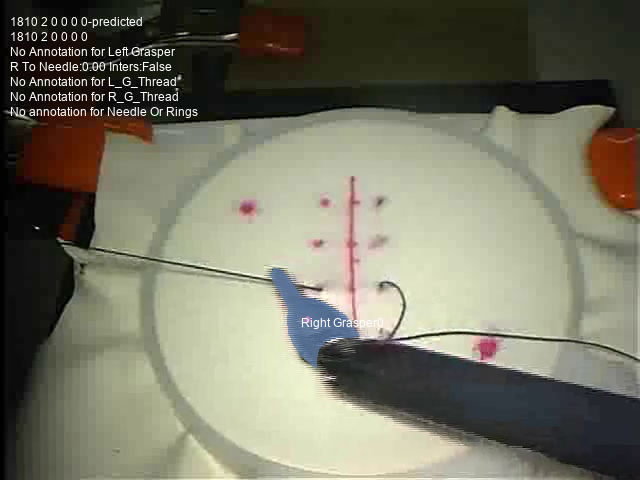 1810 2 0 0 0 0-predicted
1810 2 0 0 0 0
No Annotation for Left Grasper
R To Needle:0.00 Inters:False
No Annotation for L_G_Thread
No Annotation for R_G_Thread
No annotation for Needle Or Rings
Right Grasper0